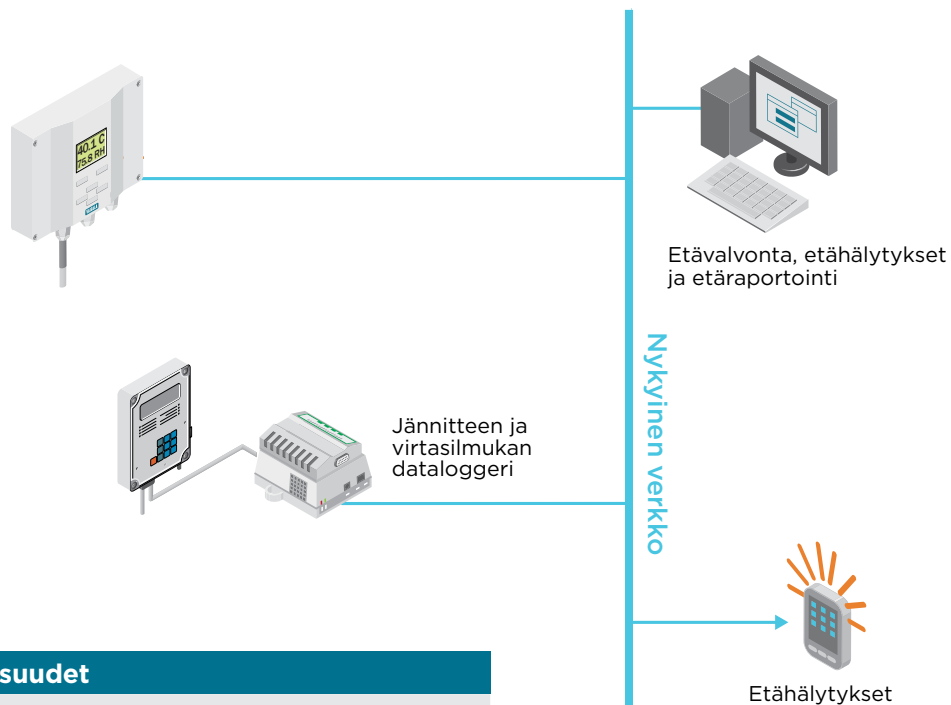 40.1 C
75.8 RH
Etävalvonta, etähälytykset
ja etäraportointi
Nykyinen verkko
Jännitteen ja
virtasilmukan
dataloggeri
suudet
Etähälytykset